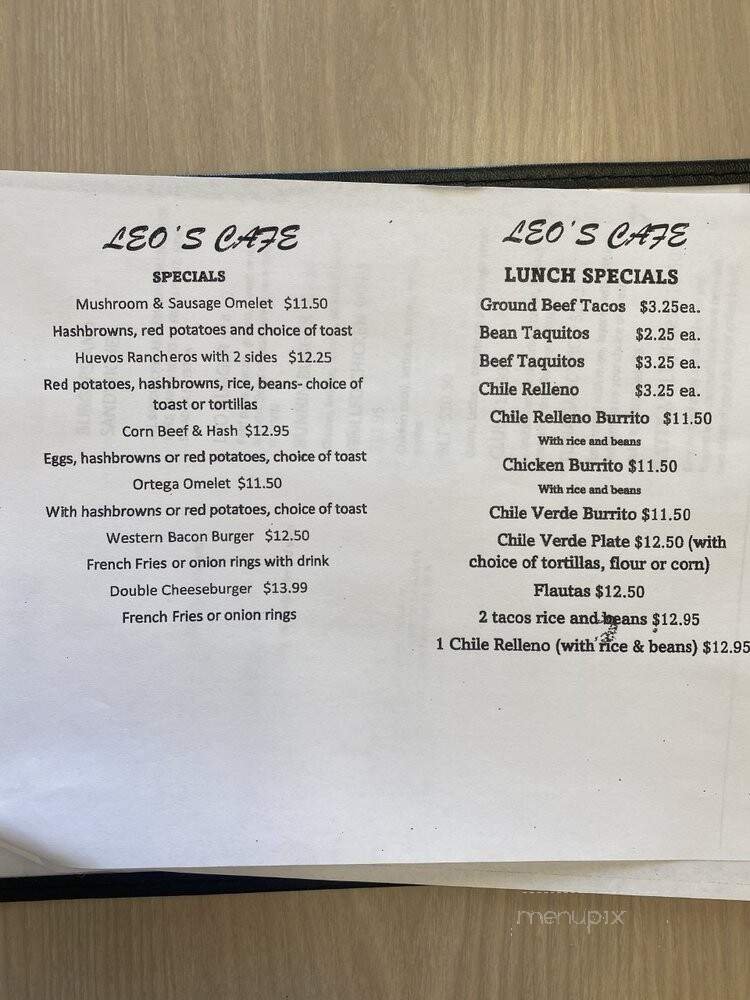 LEO'S CAFE
SPECIALS
Mushroom & Sausage Omelet $11.50
Hashbrowns, red potatoes and choice of toast
Huevos Rancheros with 2 sides $12.25
Red potatoes, hashbrowns, rice, beans- choice of
toast or tortillas
Corn Beef & Hash $12.95
Eggs, hashbrowns or red potatoes, choice of toast
Ortega Omelet $11.50
With hashbrowns or red potatoes, choice of toast
Western Bacon Burger $12.50
French Fries or onion rings with drink
Double Cheeseburger $13.99
French Fries or onion rings
LEO'S CAFE
LUNCH SPECIALS
Ground Beef Tacos $3.25ea.
Bean Taquitos $2.25 ea.
Beef Taquitos $3.25 ea.
Chile Relleno $3.25 ea.
Chile Relleno Burrito $11.50
With rice and beans
Chicken Burrito $11.50
With rice and beans
Chile Verde Burrito $11.50
Chile Verde Plate $12.50 (with
choice of tortillas, flour or corn)
Flautas $12.50
2 tacos rice and beans $12.95
1 Chile Relleno (with rice & beans) $12.95
menupix